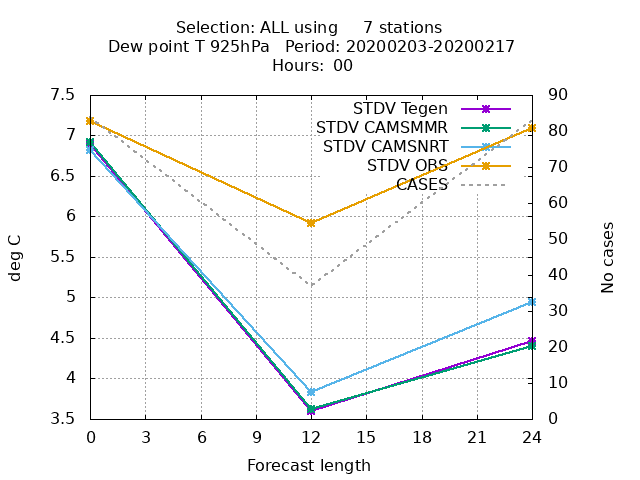 Selection: ALL using 7 stations
Dew point T 925hPa Period: 20200203-20200217
Hours: 00
STDV Tegen
STDV CAMSMMR
STDV CAMSNRT
STDV OBS
CASES
deg C
7.5
7
6.5
6
5.5
5
4.5
4
3.5
90
80
70
60
50
40
30
20
10
0
No cases
0 3 6 9 12 15 18 21 24
Forecast length